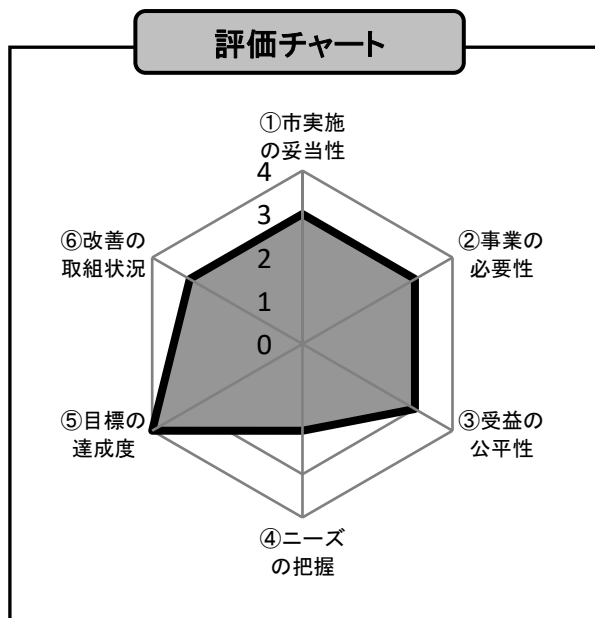 評価チャート
①市実施
の妥当性
4
3
2
1
0
②事業の
必要性
③受益の
公平性
④ニーズ
の把握
⑤目標の
達成度
⑥改善の
取組状況